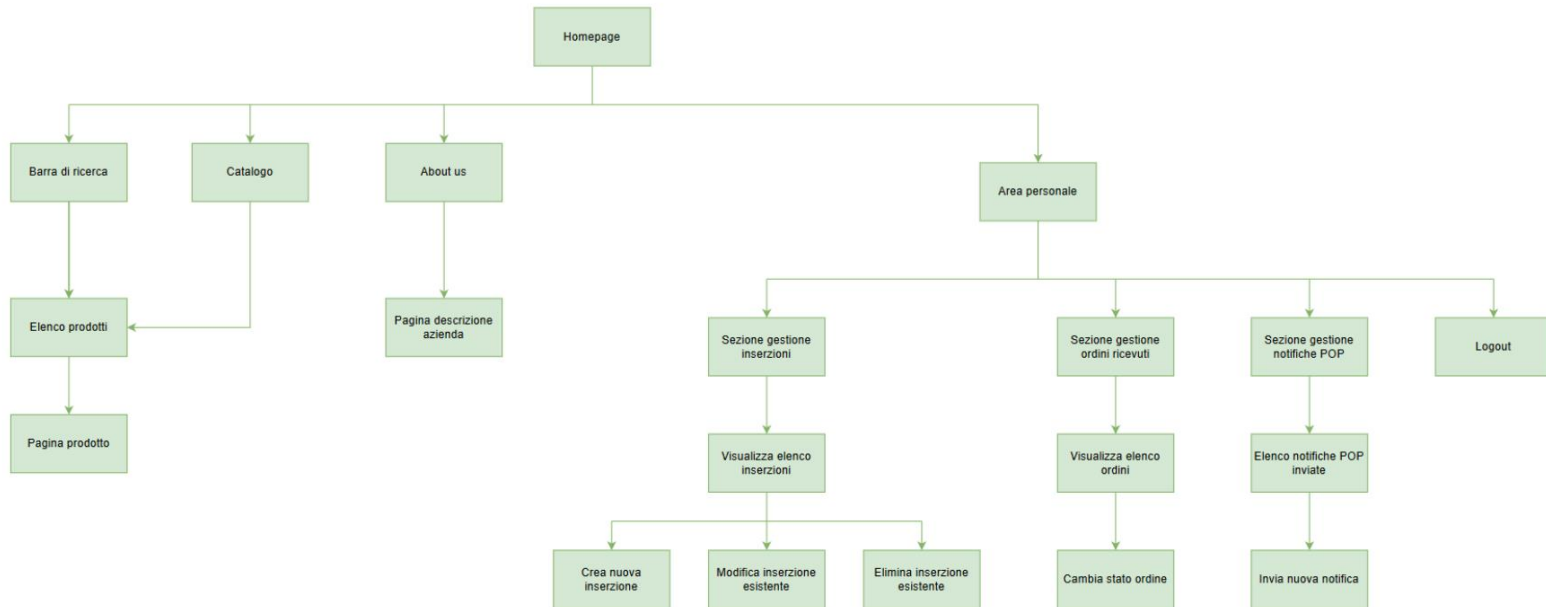 Homepage
Barra di ricerca
Catalogo
About us
Area personale
Elenco prodotti
Pagina descrizione
azienda
Sezione gestione
inserzioni
Sezione gestione
ordini ricevuti
Sezione gestione
notifiche POP
Logout
Pagina prodotto
Visualizza elenco
inserzioni
Visualizza elenco
ordini
Elenco notifiche POP
inviate
Crea nuova
inserzione
Modifica inserzione
esistente
Elimina inserzione
esistente
Cambia stato ordine
Invia nuova notifica